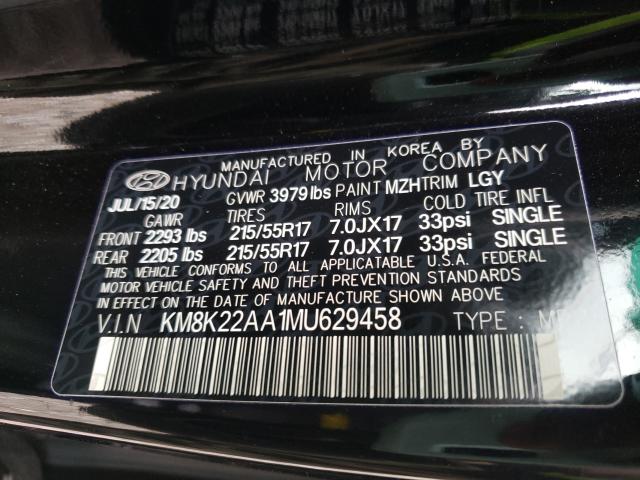 MANUFACTURED IN KOREA BY
HYUNDAI MOTOR COMPANY
JUL/15/20 GVWR 3979 lbs PAINT MZH TRIM LGY
GAWR TIRES RIMS COLD TIRE INFL
FRONT 2293 lbs 215/55R17 7.0JX17 33psi SINGLE
REAR 2205 lbs 215/55R17 7.0JX17 33psi SINGLE
THIS VEHICLE CONFORMS TO ALL APPLICABLE U.S.A. FEDERAL
MOTOR VEHICLE SAFETY AND THEFT PREVENTION STANDARDS
IN EFFECT ON THE DATE OF MANUFACTURE SHOWN ABOVE.
V.I.N KM8K22AA1MU629458 TYPE :